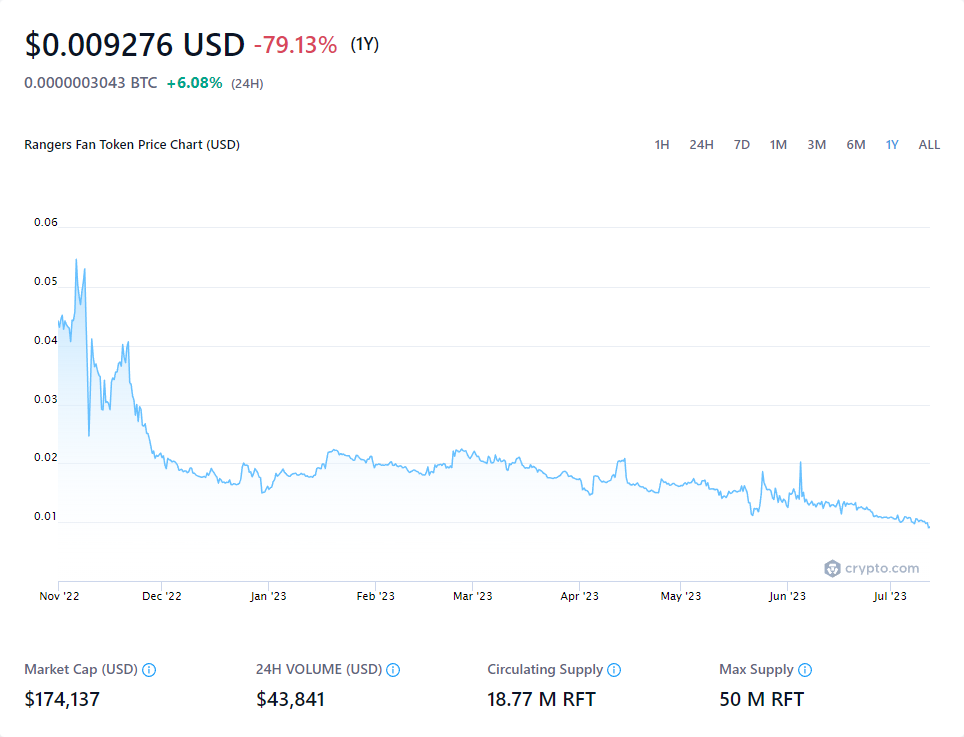 $0.009276 USD -79.13% (1Y)
0.0000003043 BTC +6.08% (24H)
Rangers Fan Token Price Chart (USD) 1H 24H 7D 1M 3M 6M 1Y ALL
0.06
0.05
0.04
0.03
0.02
0.01
crypto.com
Nov '22 Dec '22 Jan '23 Feb '23 Mar '23 Apr '23 May '23 Jun '23 Jul '23
Market Cap (USD) 24H VOLUME (USD) Circulating Supply Max Supply
$174,137 $43,841 18.77 M RFT 50 M RFT